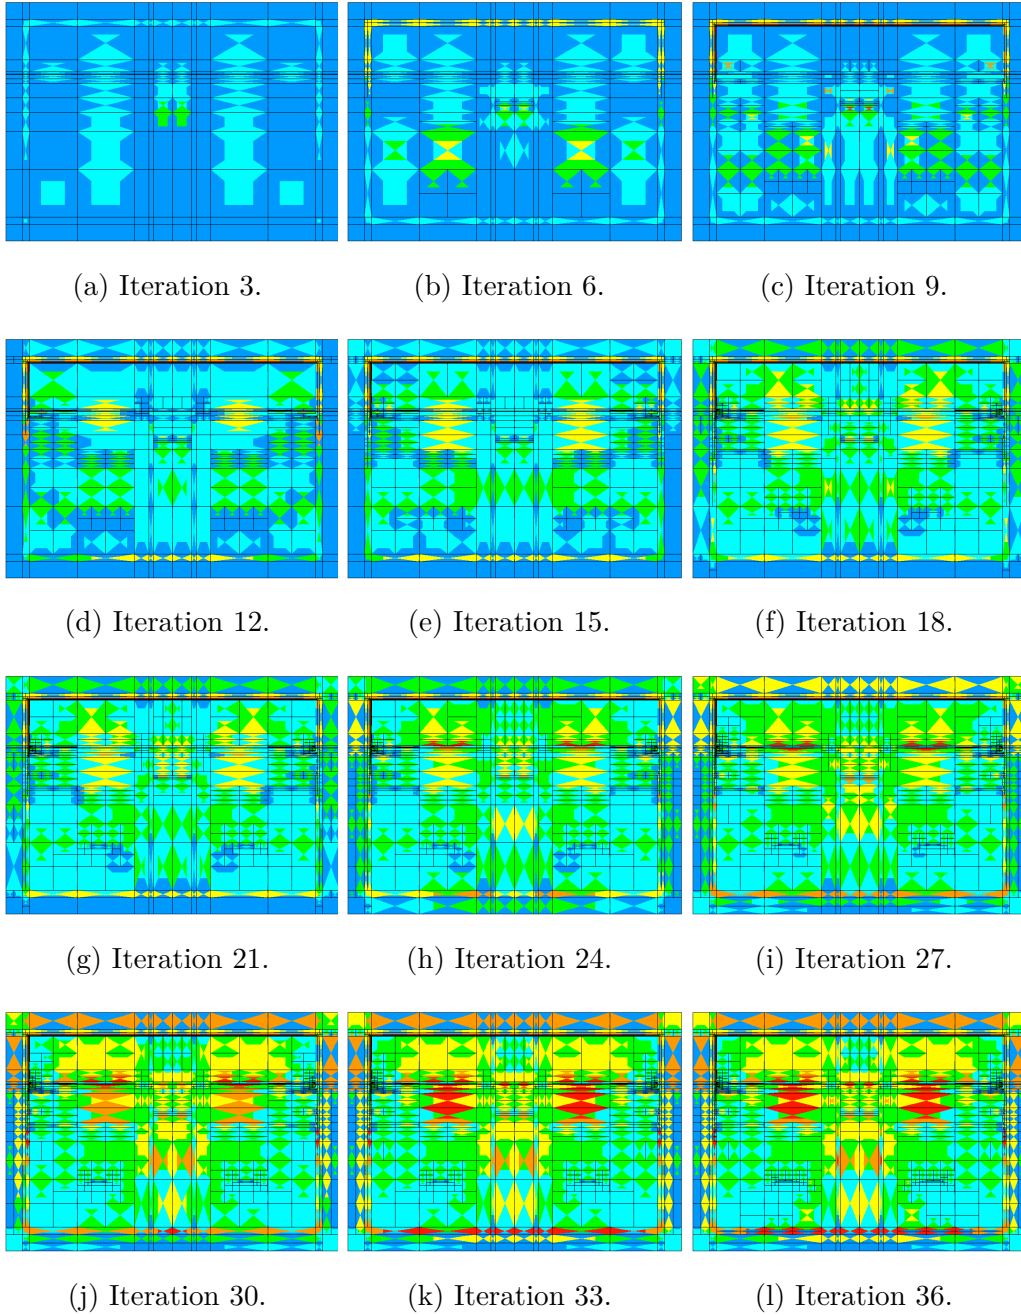 (a) Iteration 3.
(b) Iteration 6.
(c) Iteration 9.
(d) Iteration 12.
(e) Iteration 15.
(f) Iteration 18.
(g) Iteration 21.
(h) Iteration 24.
(i) Iteration 27.
(j) Iteration 30.
(k) Iteration 33.
(l) Iteration 36.